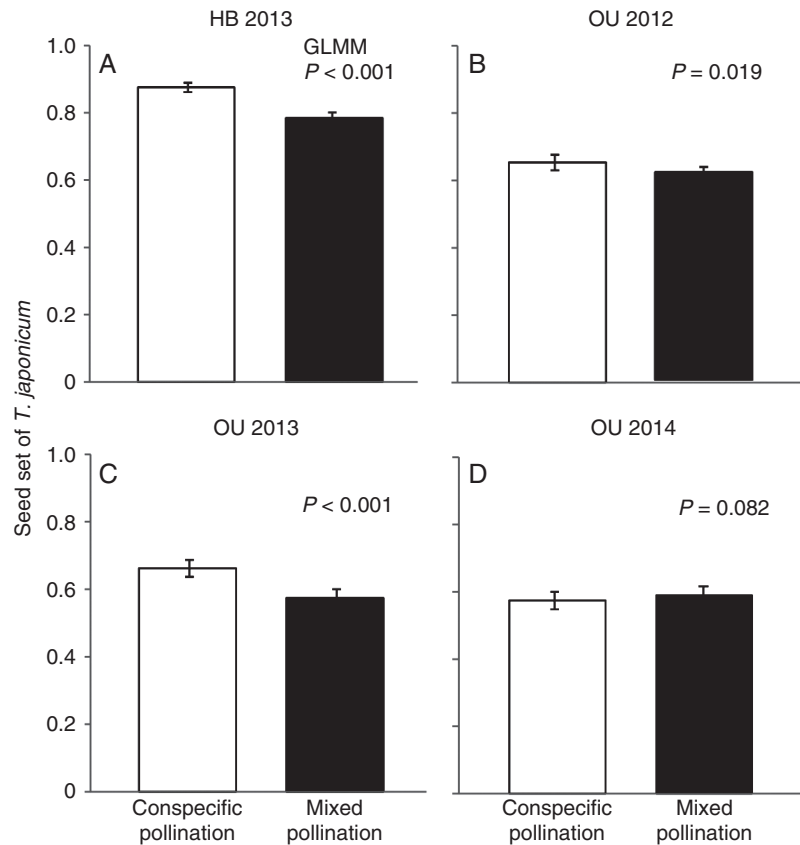 HB 2013
OU 2012
Seed set of T. japonicum
1.0
0.8
0.6
0.4
0.2
0
A
GLMM
P < 0.001
B
P = 0.019
OU 2013
OU 2014
1.0
0.8
0.6
0.4
0.2
0
C
P < 0.001
D
P = 0.082
Conspecific
pollination
Mixed
pollination
Conspecific
pollination
Mixed
pollination